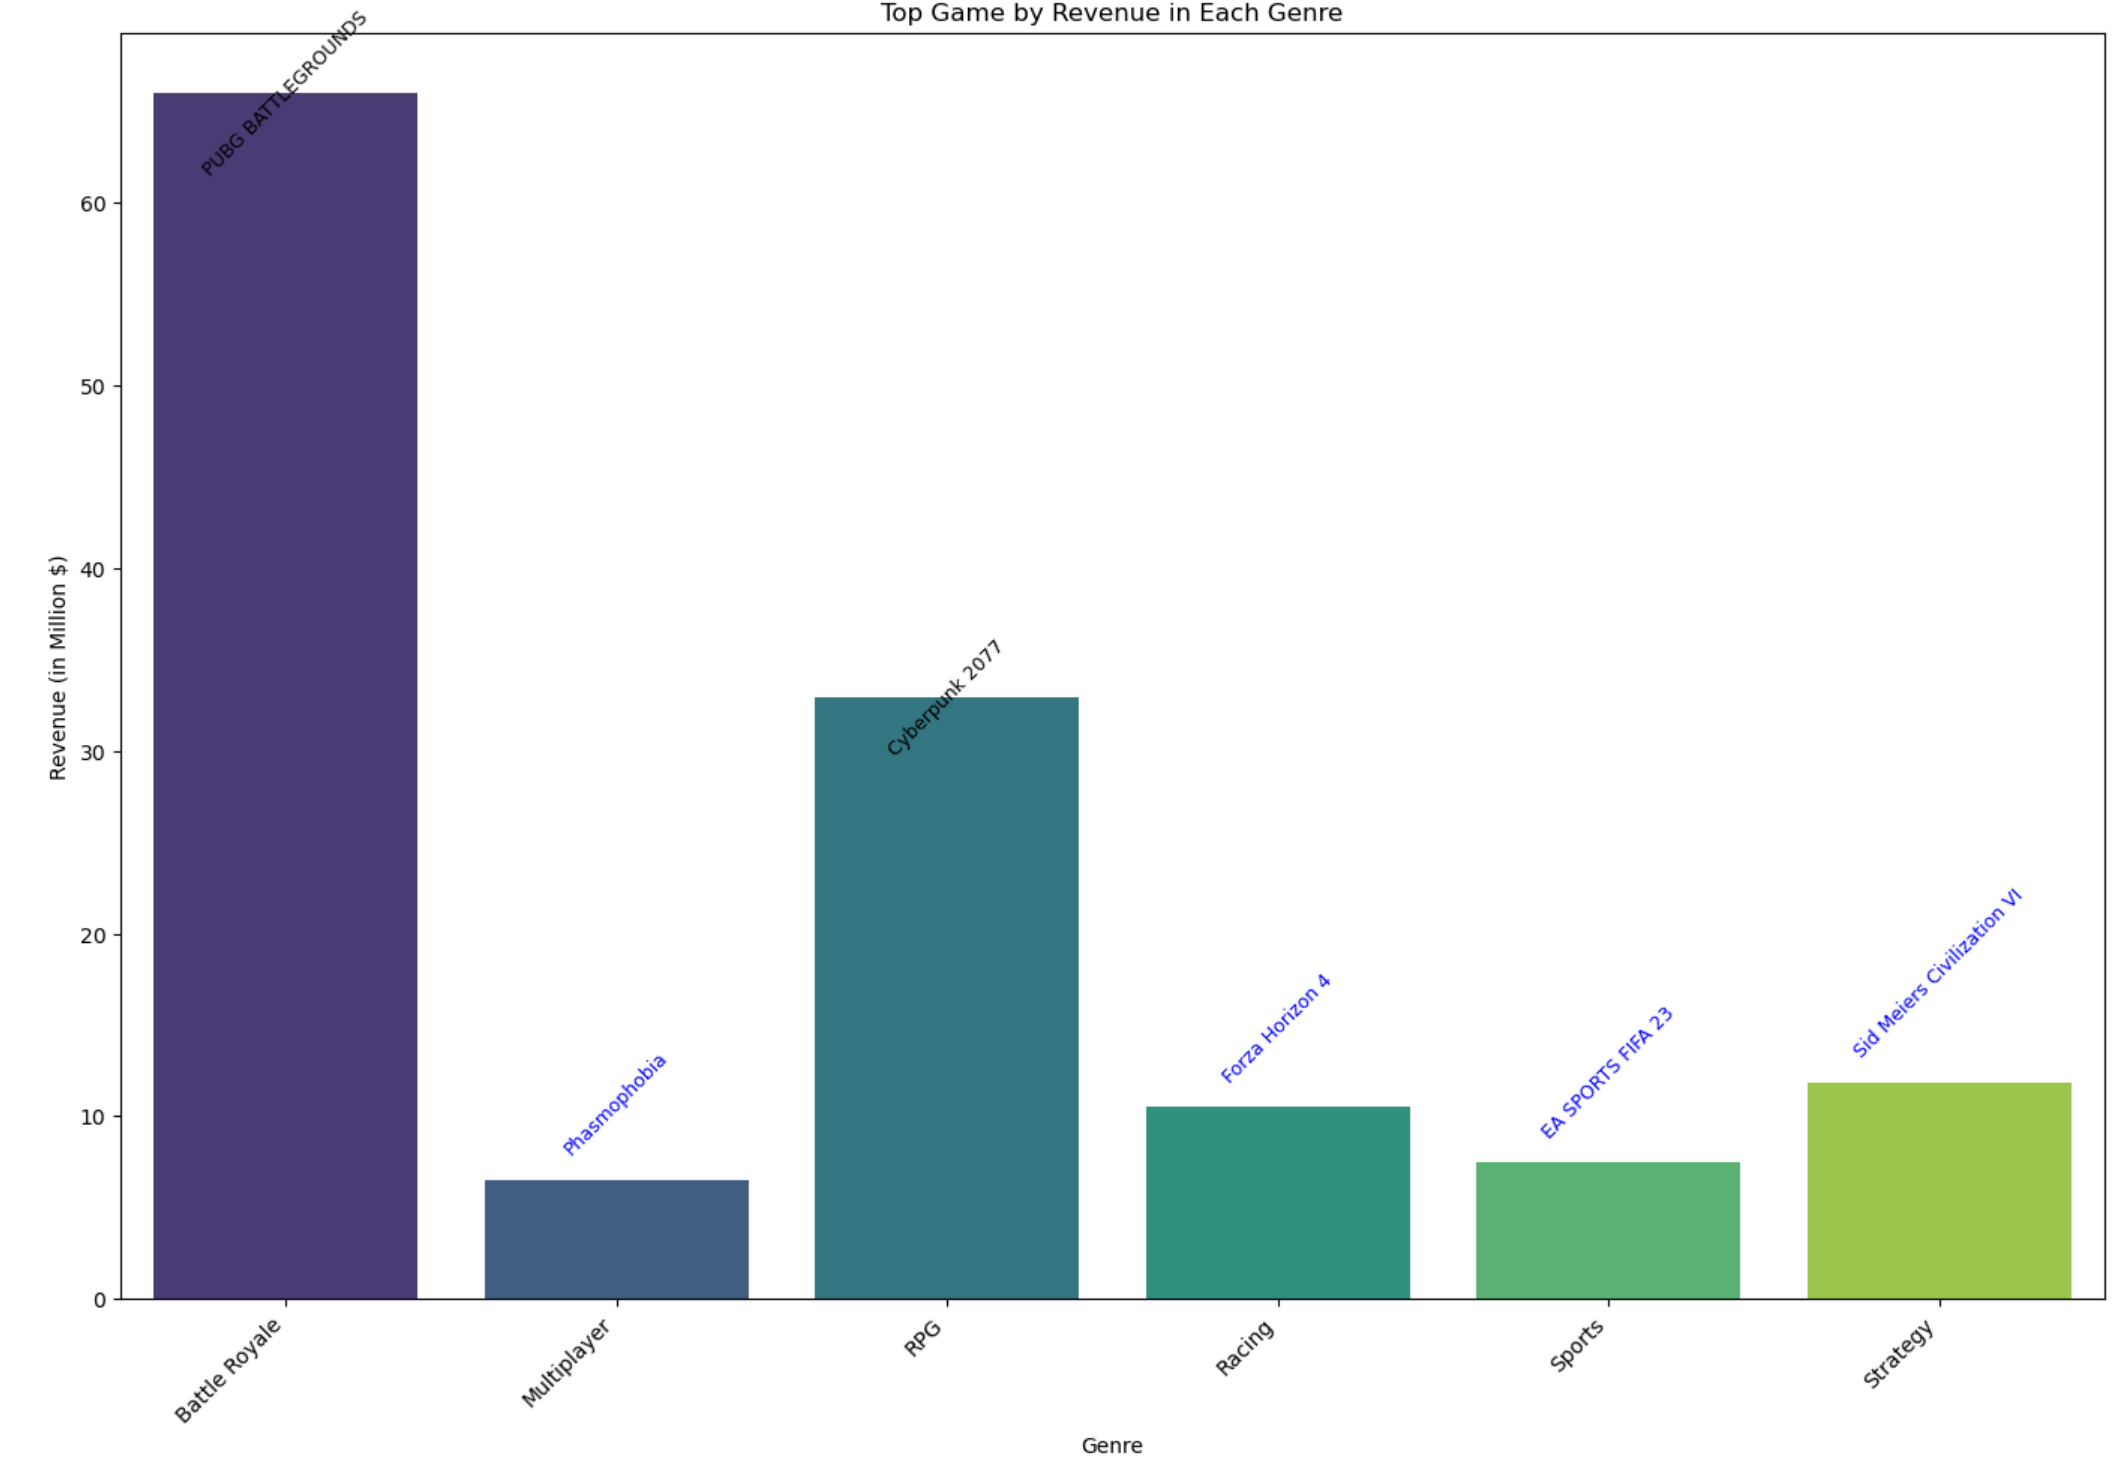 Top Game by Revenue in Each Genre
PUBG BATTLEGROUNDS
60
50
40
30
20
10
0
Revenue (in Million $)
Phasmophobia
Cyberpunk 2077
Forza Horizon 4
EA SPORTS FIFA 23
Sid Meiers Civilization VI
Battle Royale
Multiplayer
RPG
Racing
Sports
Strategy
Genre